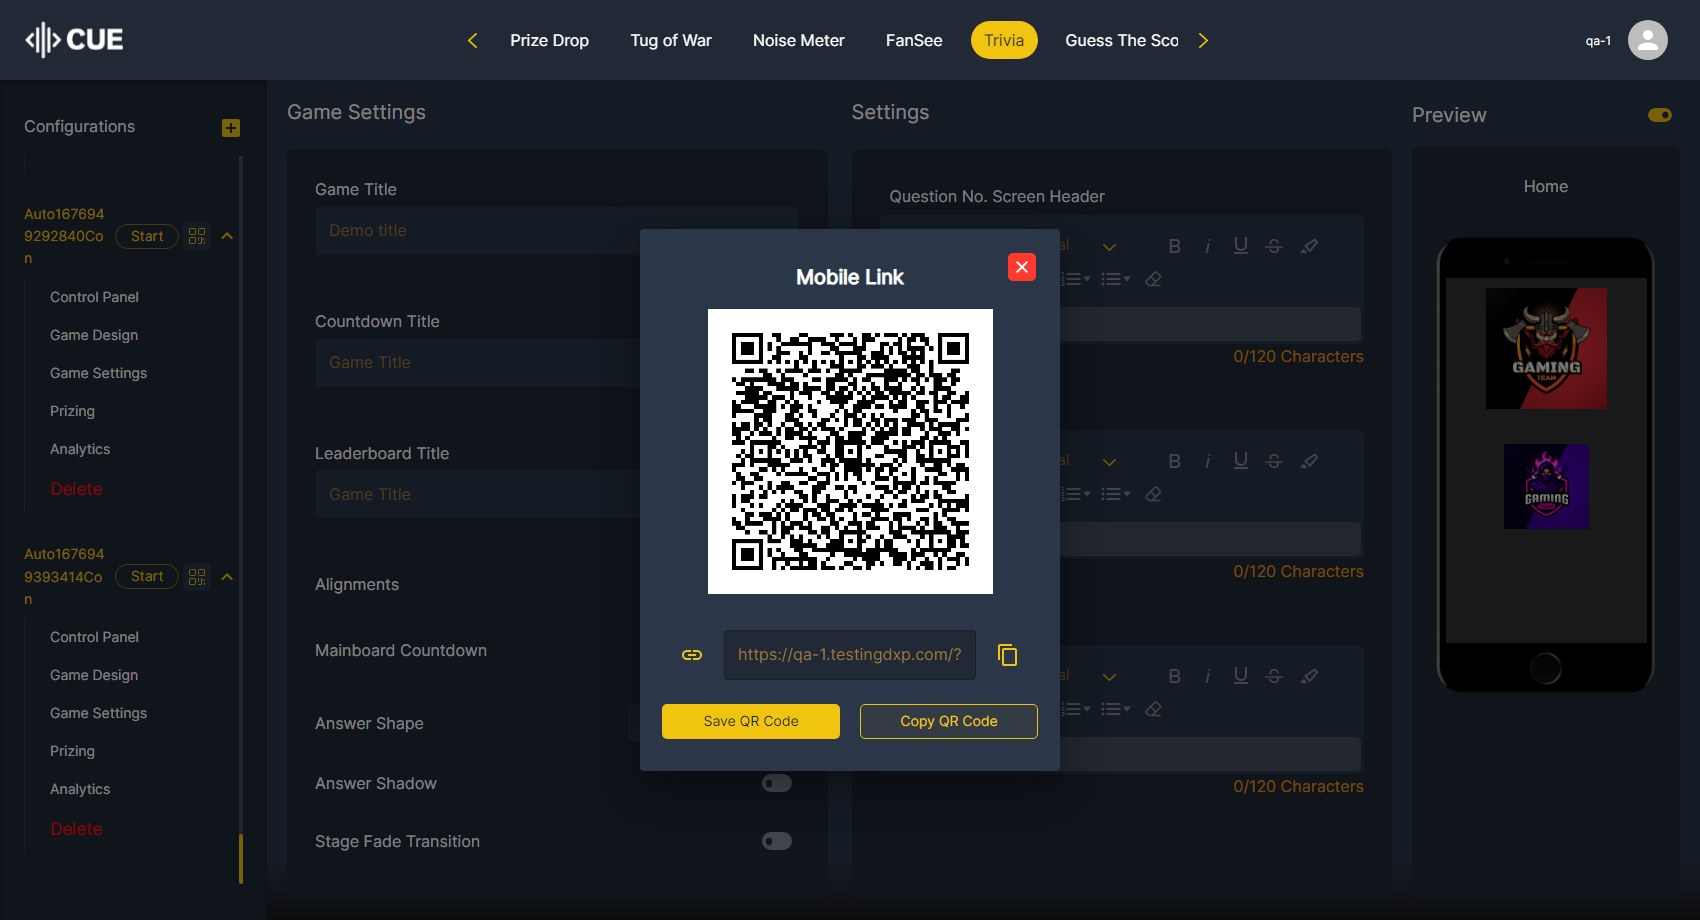 CUE
Prize Drop
Tug of War
Noise Meter
FanSee
Trivia
Guess The Sco
qa-1
Configurations
Auto167694
9292840Co
n
Start
Control Panel
Game Design
Game Settings
Prizing
Analytics
Delete
Auto167694
9393414Co
n
Start
Control Panel
Game Design
Game Settings
Prizing
Analytics
Delete
Game Settings
Game Title
Demo title
Countdown Title
Game Title
Leaderboard Title
Game Title
Alignments
Mainboard Countdown
Answer Shape
Answer Shadow
Stage Fade Transition
Mobile Link
https://qa-1.testingdxp.com/?
Save QR Code
Copy QR Code
Settings
Question No. Screen Header
al
B i U S
0/120 Characters
al
B i U S
0/120 Characters
al
B i U S
0/120 Characters
Preview
Home
GAMING
TEAM
GAMING
TEAM